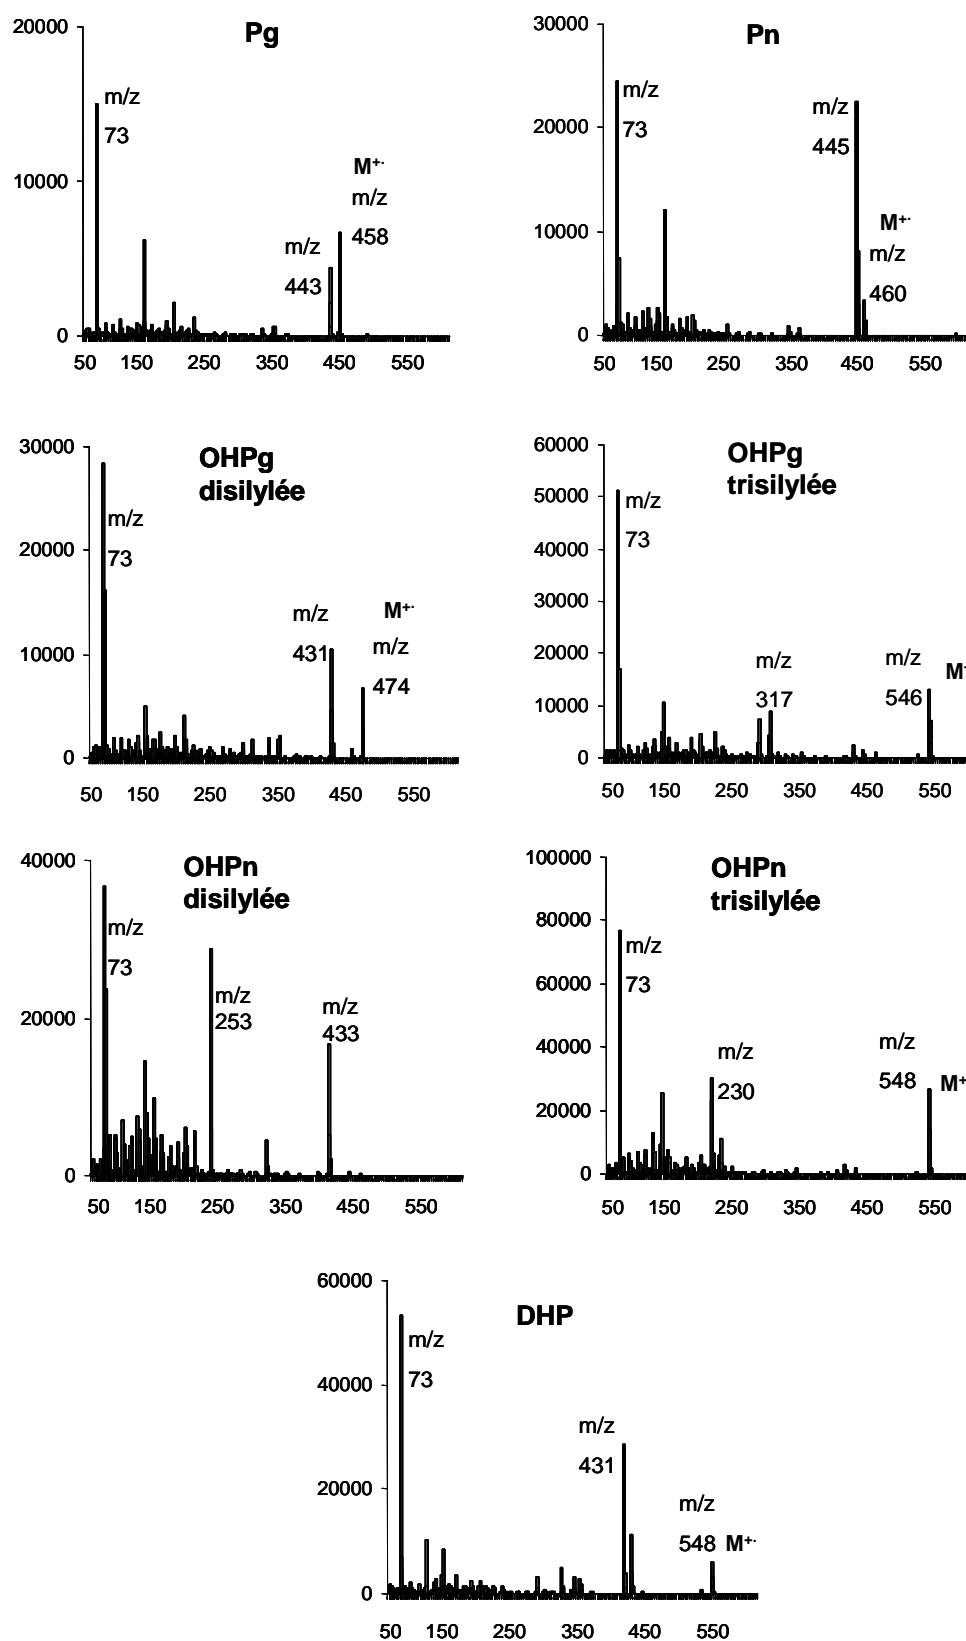 Pg
20000
10000
0
m/z
73
m/z
443
M+·
m/z
458
50 150 250 350 450 550
Pn
30000
20000
10000
0
m/z
73
m/z
445
M+·
m/z
460
50 150 250 350 450 550
OHPg
disilylée
30000
20000
10000
0
m/z
73
m/z
431
M+·
m/z
474
50 150 250 350 450 550
OHPg
trisilylée
60000
50000
40000
30000
20000
10000
0
m/z
73
m/z
317
m/z
546
M
50 150 250 350 450 550
OHPn
disilylée
40000
20000
0
m/z
73
m/z
253
m/z
433
50 150 250 350 450 550
OHPn
trisilylée
100000
80000
60000
40000
20000
0
m/z
73
m/z
230
m/z
548 M+
50 150 250 350 450 550
DHP
60000
40000
20000
0
m/z
73
m/z
431
m/z
548 M+·
50 150 250 350 450 550